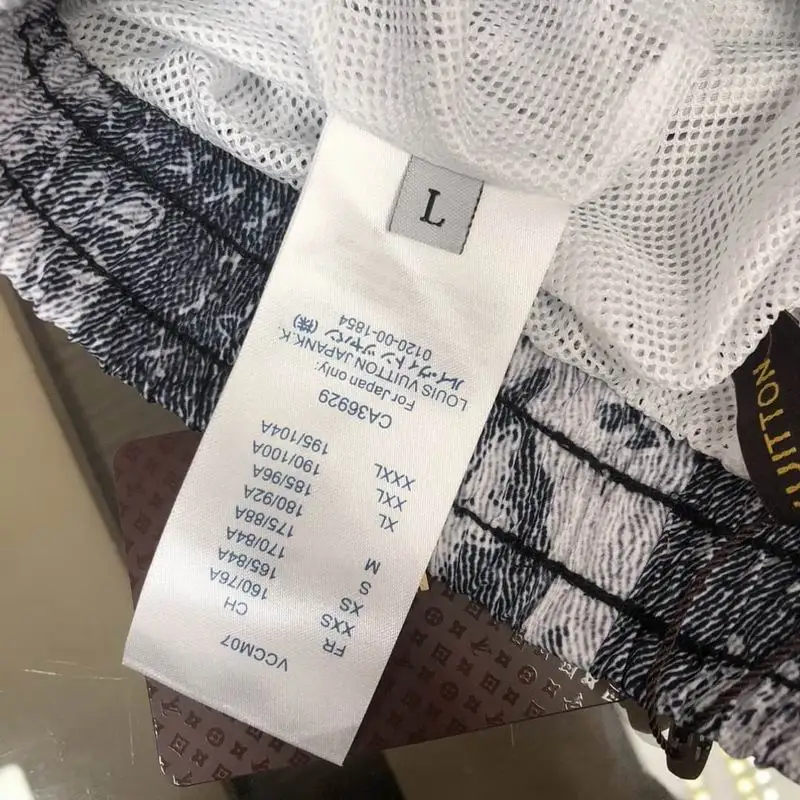 VCCM07
FR CH
XXS 160/76A
XS 165/84A
S 170/84A
M 175/88A
180/92A
XL 185/96A
XXL 190/100A
XXXL 195/104A
CA36929
For Japan only:
LOUIS VUITTON JAPANK.K.
ルイ・ヴィトン ジャパン (株)
0120-00-1854
L
UITTON